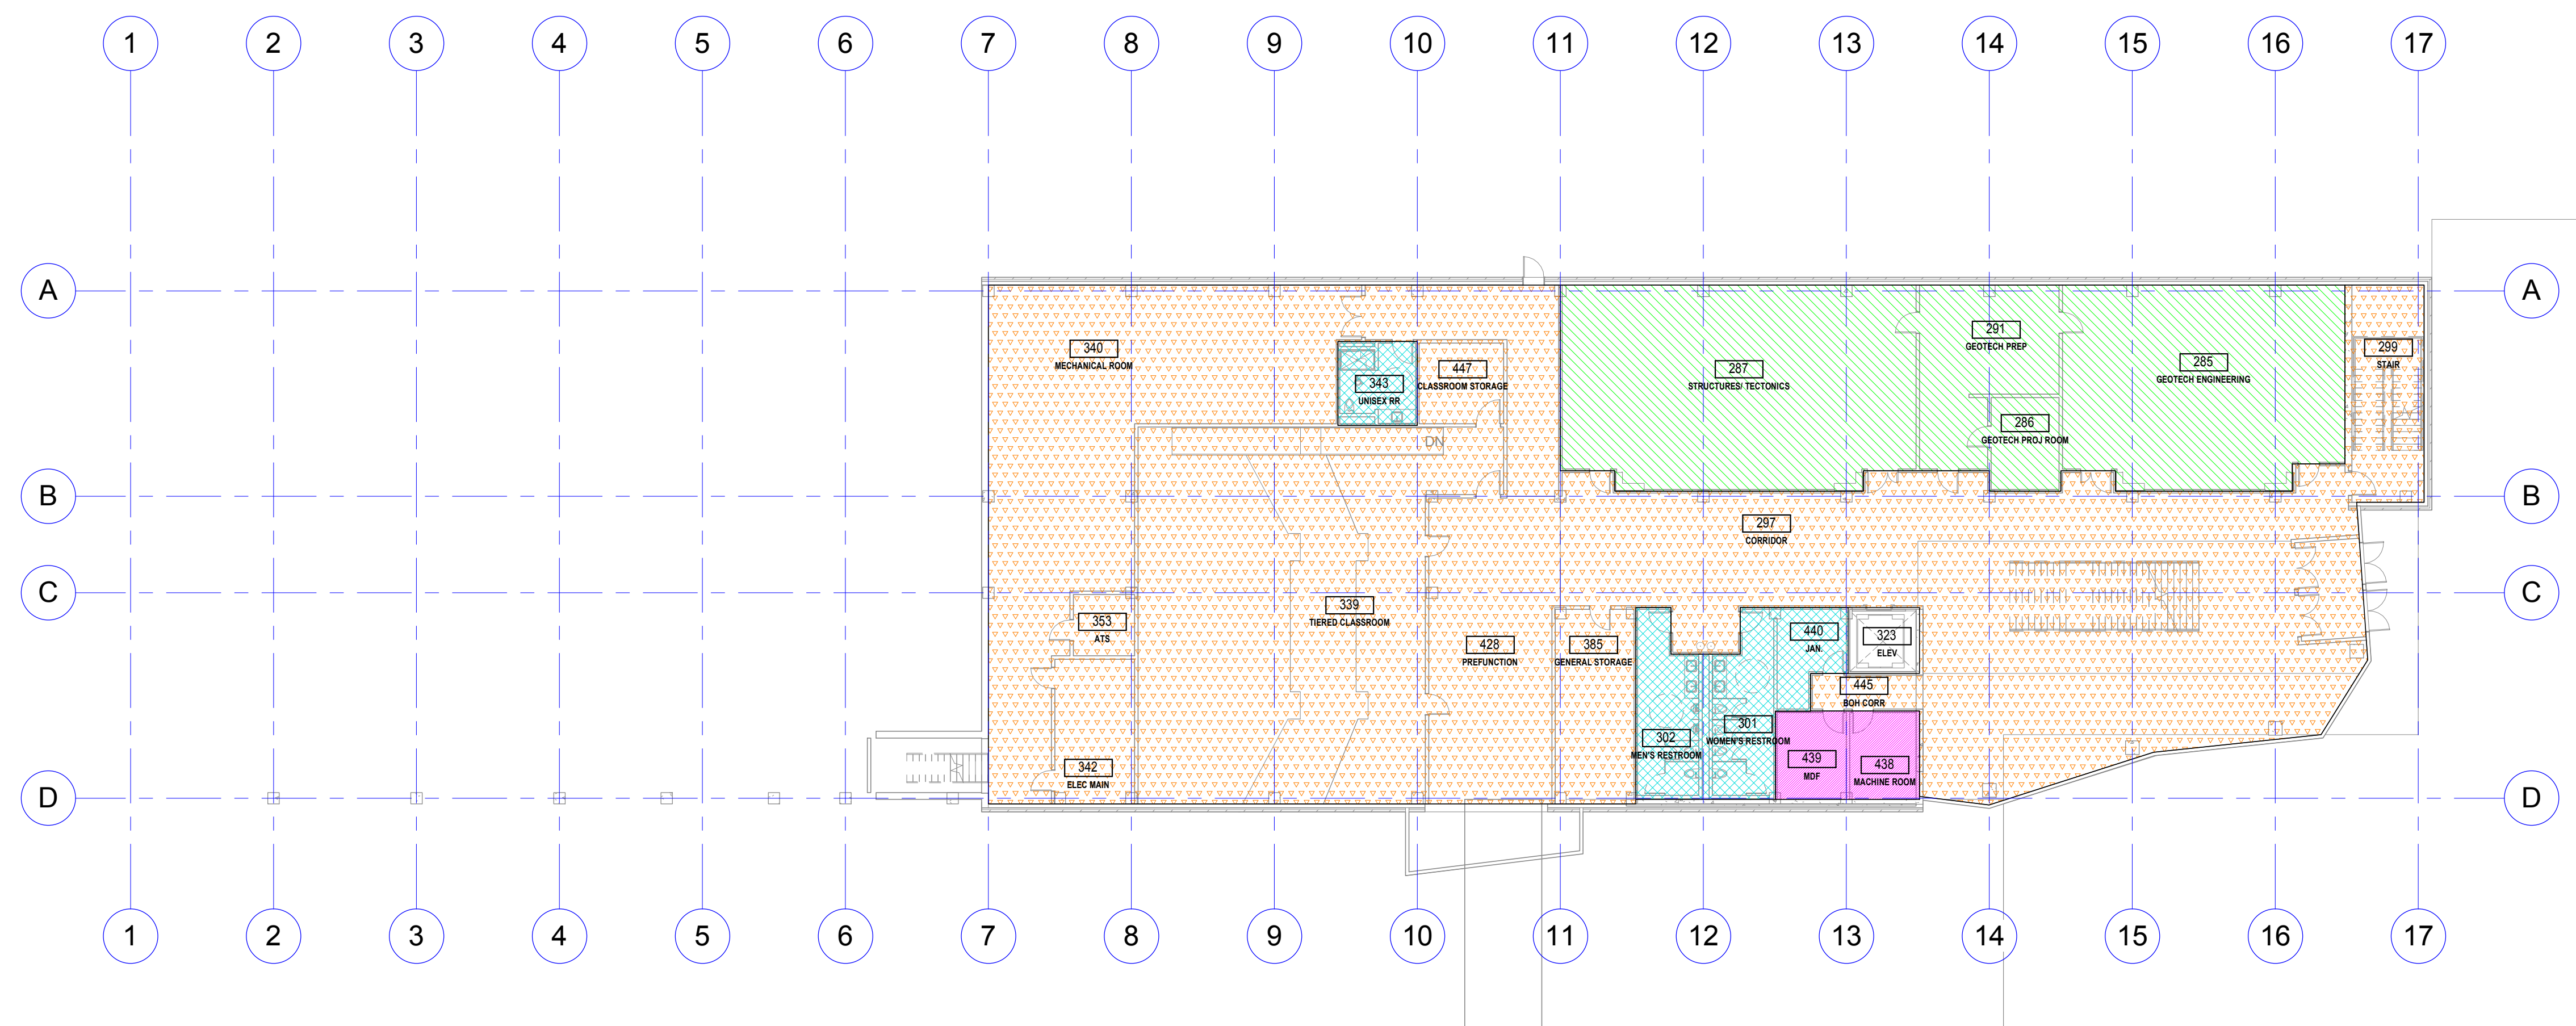 1 2 3 4 5 6 7 8 9 10 11 12 13 14 15 16 17
A A
291
GEOTECH PREP
340
MECHANICAL ROOM
299
STAIR
447
CLASSROOM STORAGE
287
STRUCTURES/ TECTONICS
285
GEOTECH ENGINEERING
343
UNISEX RR
286
GEOTECH PROJ ROOM
DN
B B
297
CORRIDOR
C C
339
TIERED CLASSROOM
353
ATS
440
JAN.
323
ELEV
428
PREFUNCTION
385
GENERAL STORAGE
445
BOH CORR
301
WOMEN'S RESTROOM
302
MEN'S RESTROOM
439
MDF
438
MACHINE ROOM
342
ELEC MAIN
D D
1 2 3 4 5 6 7 8 9 10 11 12 13 14 15 16 17